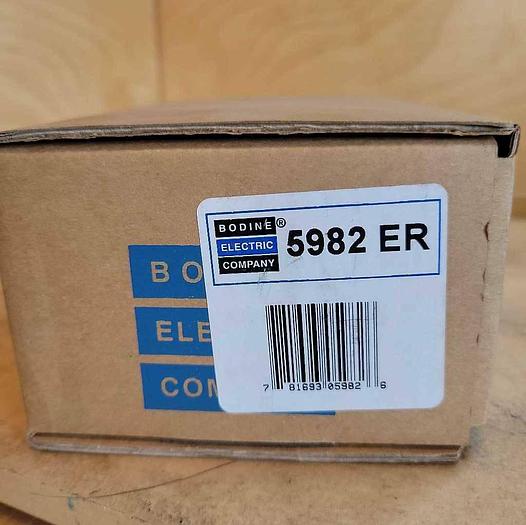 BODINE®
ELECTRIC
COMPANY
5982 ER
BO
ELE
COM
7 81693 05982 6